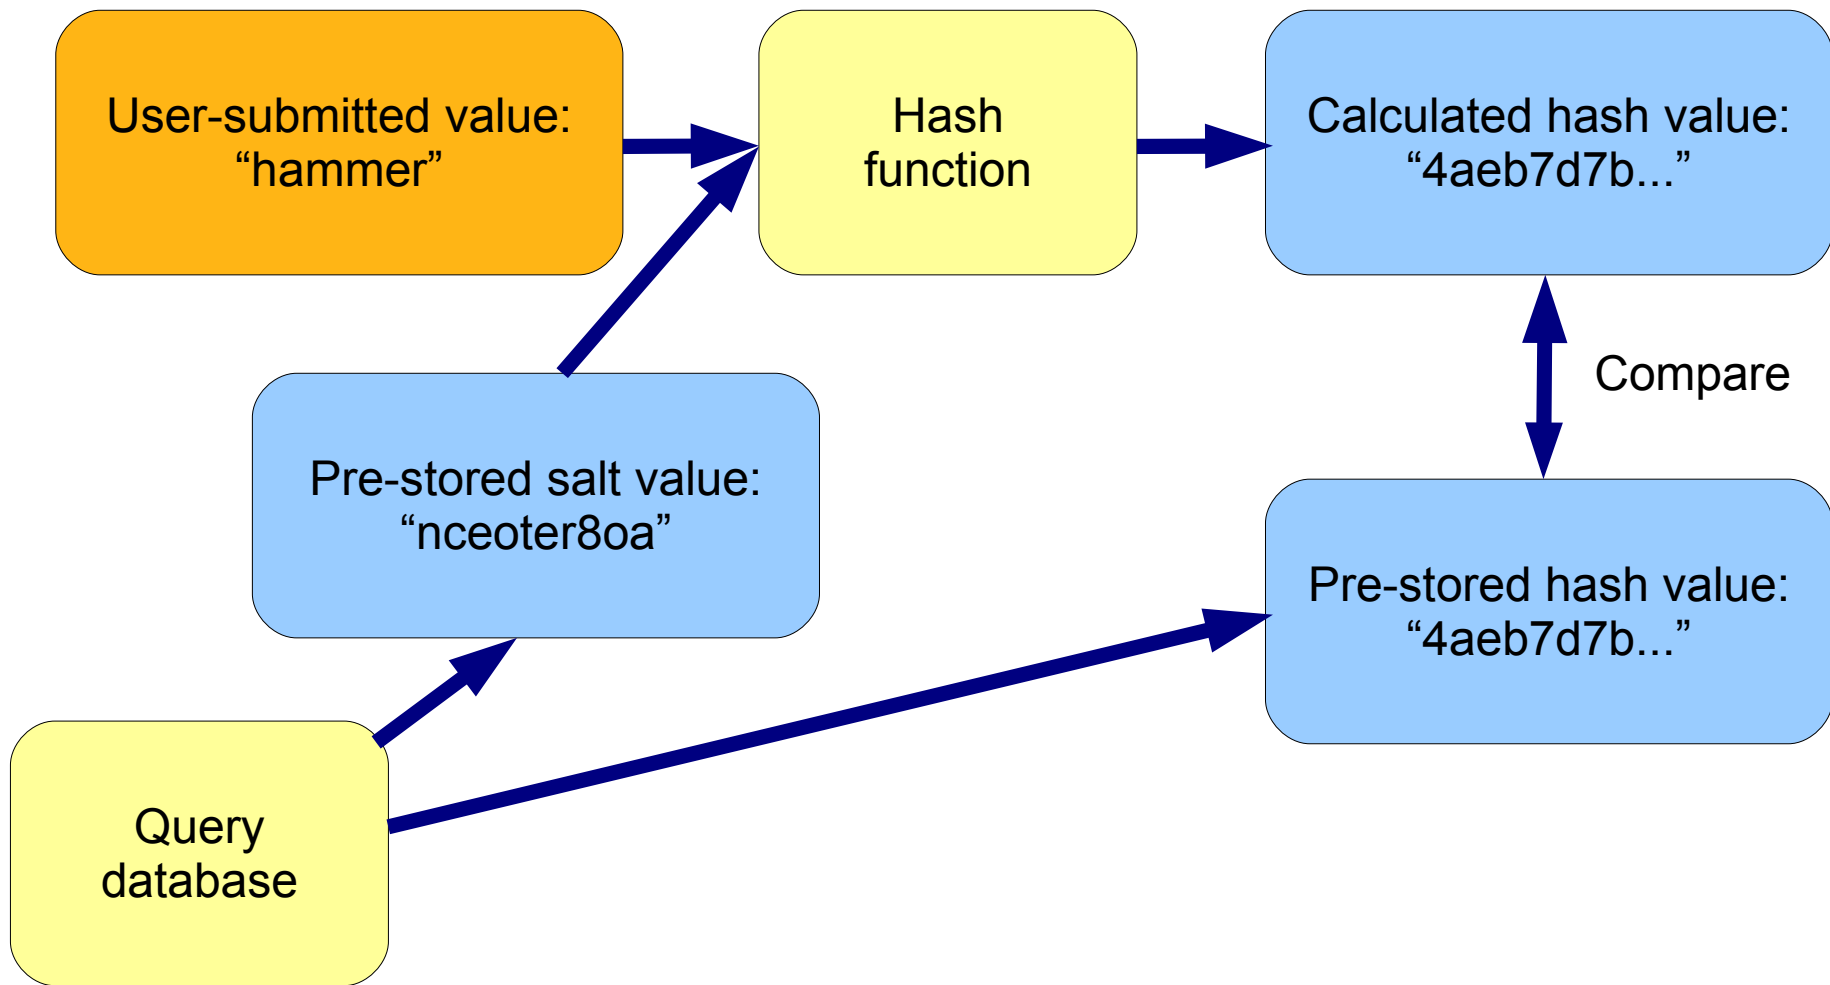 User-submitted value:
“hammer”
Hash
function
Calculated hash value:
“4aeb7d7b...”
Compare
Pre-stored salt value:
“nceoter8oa”
Pre-stored hash value:
“4aeb7d7b...”
Query
database